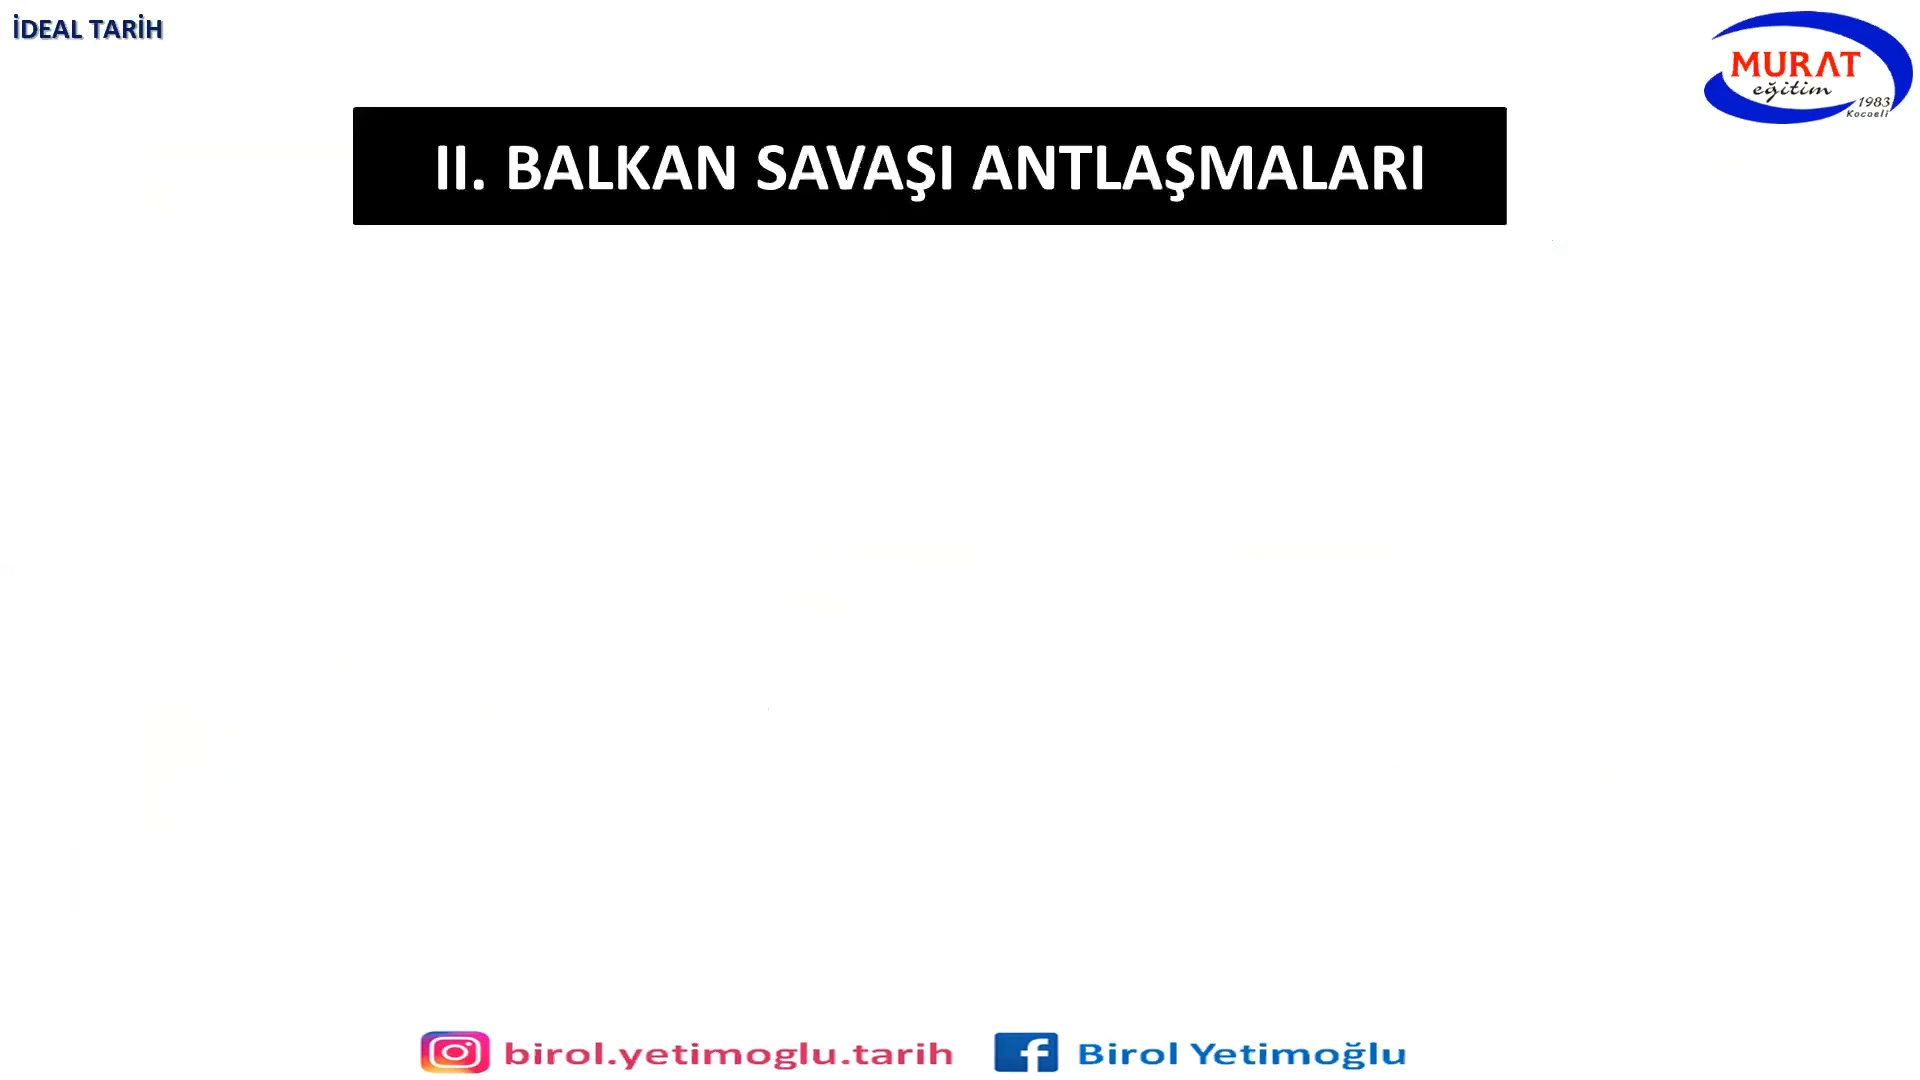 İDEAL TARİH
MURAT
eğitim
1983
Kocaeli
II. BALKAN SAVAŞI ANTLAŞMALARI
birol.yetimoglu.tarih
Birol Yetimoğlu